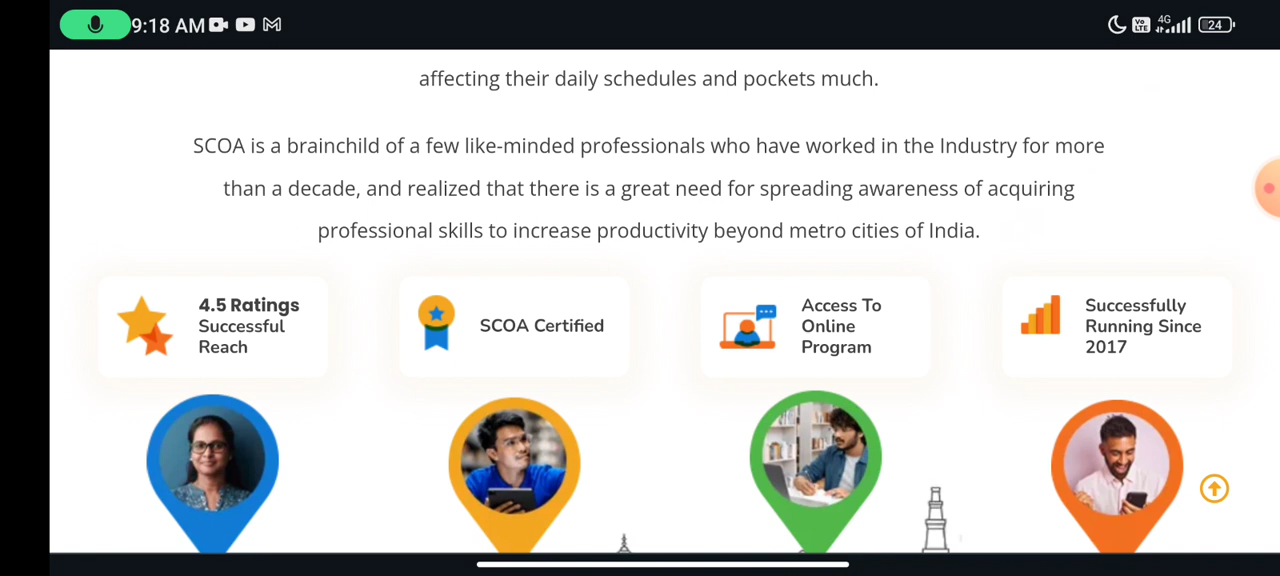 9:18 AM
4G
Vo
LTE
24
affecting their daily schedules and pockets much.
SCOA is a brainchild of a few like-minded professionals who have worked in the Industry for more
than a decade, and realized that there is a great need for spreading awareness of acquiring
professional skills to increase productivity beyond metro cities of India.
4.5 Ratings
Successful
Reach
SCOA Certified
Access To
Online
Program
Successfully
Running Since
2017